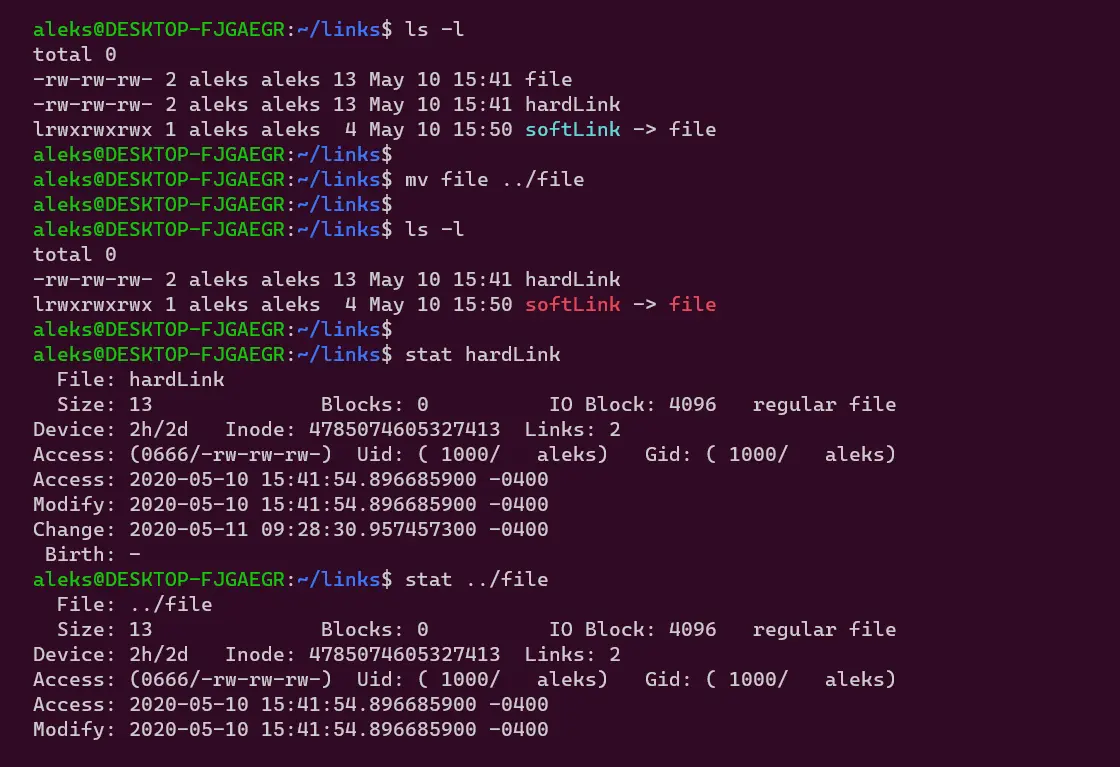 aleks@DESKTOP-FJGAEGR:~/links$ ls -l
total 0
-rw-rw-rw- 2 aleks aleks 13 May 10 15:41 file
-rw-rw-rw- 2 aleks aleks 13 May 10 15:41 hardLink
lrwxrwxrwx 1 aleks aleks  4 May 10 15:50 softLink -> file
aleks@DESKTOP-FJGAEGR:~/links$
aleks@DESKTOP-FJGAEGR:~/links$ mv file ../file
aleks@DESKTOP-FJGAEGR:~/links$
aleks@DESKTOP-FJGAEGR:~/links$ ls -l
total 0
-rw-rw-rw- 2 aleks aleks 13 May 10 15:41 hardLink
lrwxrwxrwx 1 aleks aleks  4 May 10 15:50 softLink -> file
aleks@DESKTOP-FJGAEGR:~/links$
aleks@DESKTOP-FJGAEGR:~/links$ stat hardLink
  File: hardLink
  Size: 13              Blocks: 0          IO Block: 4096   regular file
Device: 2h/2d   Inode: 4785074605327413  Links: 2
Access: (0666/-rw-rw-rw-)  Uid: ( 1000/   aleks)   Gid: ( 1000/   aleks)
Access: 2020-05-10 15:41:54.896685900 -0400
Modify: 2020-05-10 15:41:54.896685900 -0400
Change: 2020-05-11 09:28:30.957457300 -0400
 Birth: -
aleks@DESKTOP-FJGAEGR:~/links$ stat ../file
  File: ../file
  Size: 13              Blocks: 0          IO Block: 4096   regular file
Device: 2h/2d   Inode: 4785074605327413  Links: 2
Access: (0666/-rw-rw-rw-)  Uid: ( 1000/   aleks)   Gid: ( 1000/   aleks)
Access: 2020-05-10 15:41:54.896685900 -0400
Modify: 2020-05-10 15:41:54.896685900 -0400